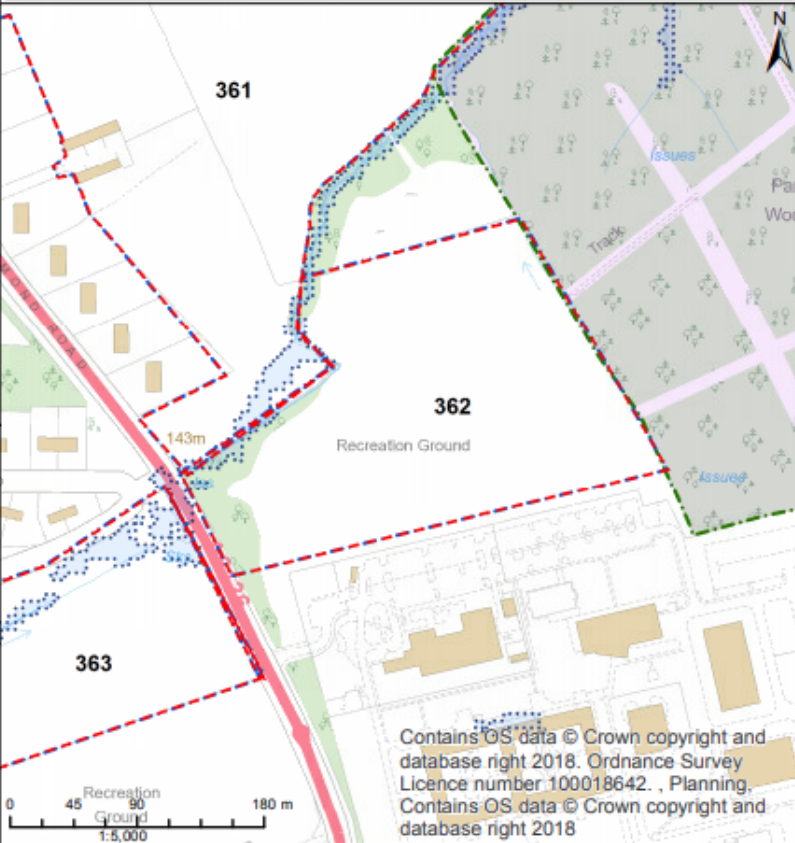 N
361
Issues
Track
MOND ROAD
362
143m
Recreation Ground
Issues
363
Contains OS data © Crown copyright and
database right 2018. Ordnance Survey
Licence number 100018642. , Planning,
Contains OS data © Crown copyright and
database right 2018
Recreation
Ground
0 45 90 180 m
1:5,000